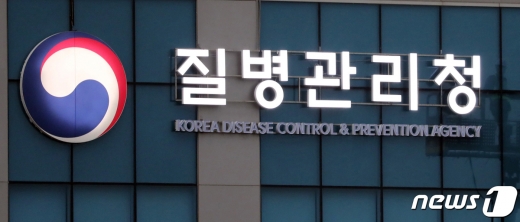 질병관리청
KOREA DISEASE CONTROL & PREVENTION AGENCY
news1